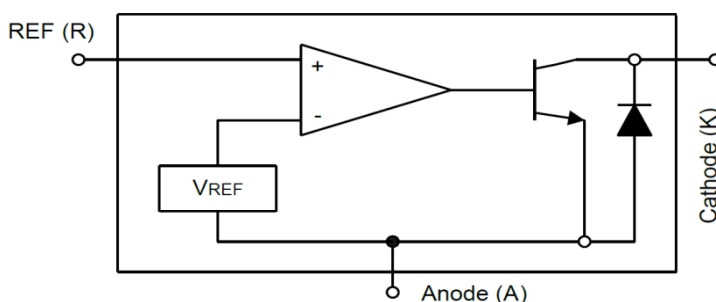 REF (R)
+
-
VREF
Cathode (K)
Anode (A)